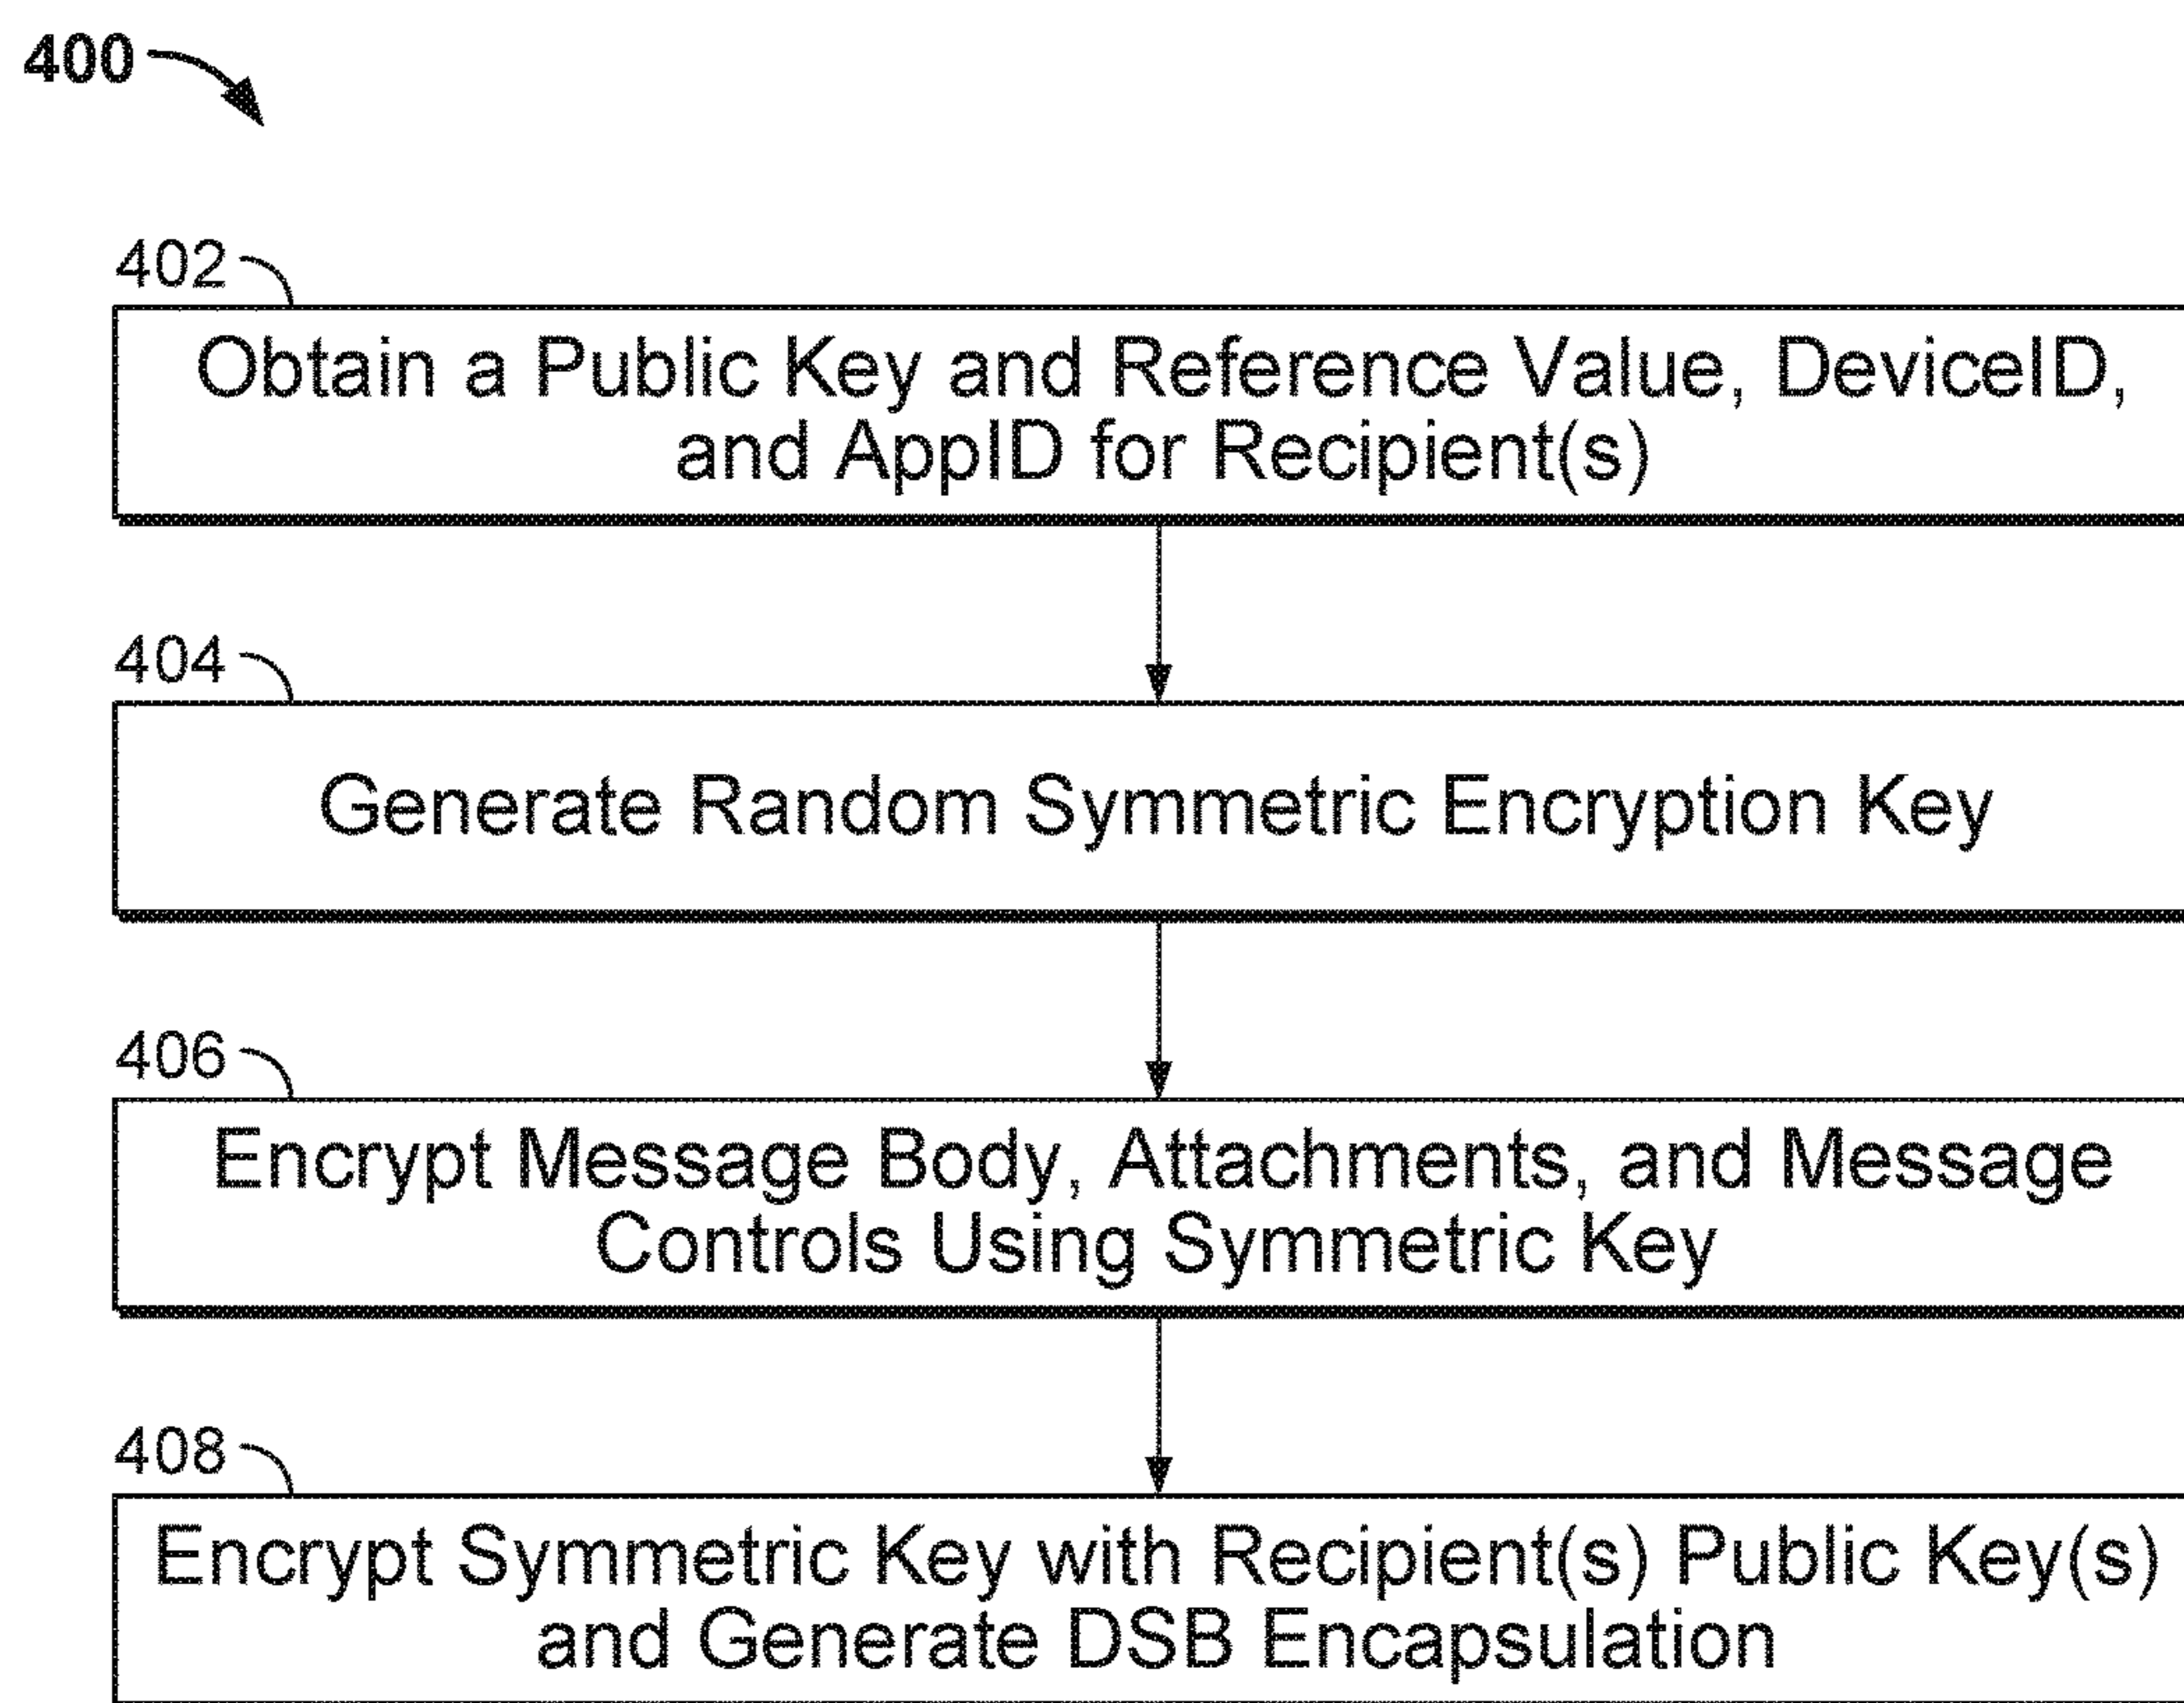 400
402
Obtain a Public Key and Reference Value, DeviceID,
and AppID for Recipient(s)
404
Generate Random Symmetric Encryption Key
406
Encrypt Message Body, Attachments, and Message
Controls Using Symmetric Key
408
Encrypt Symmetric Key with Recipient(s) Public Key(s)
and Generate DSB Encapsulation